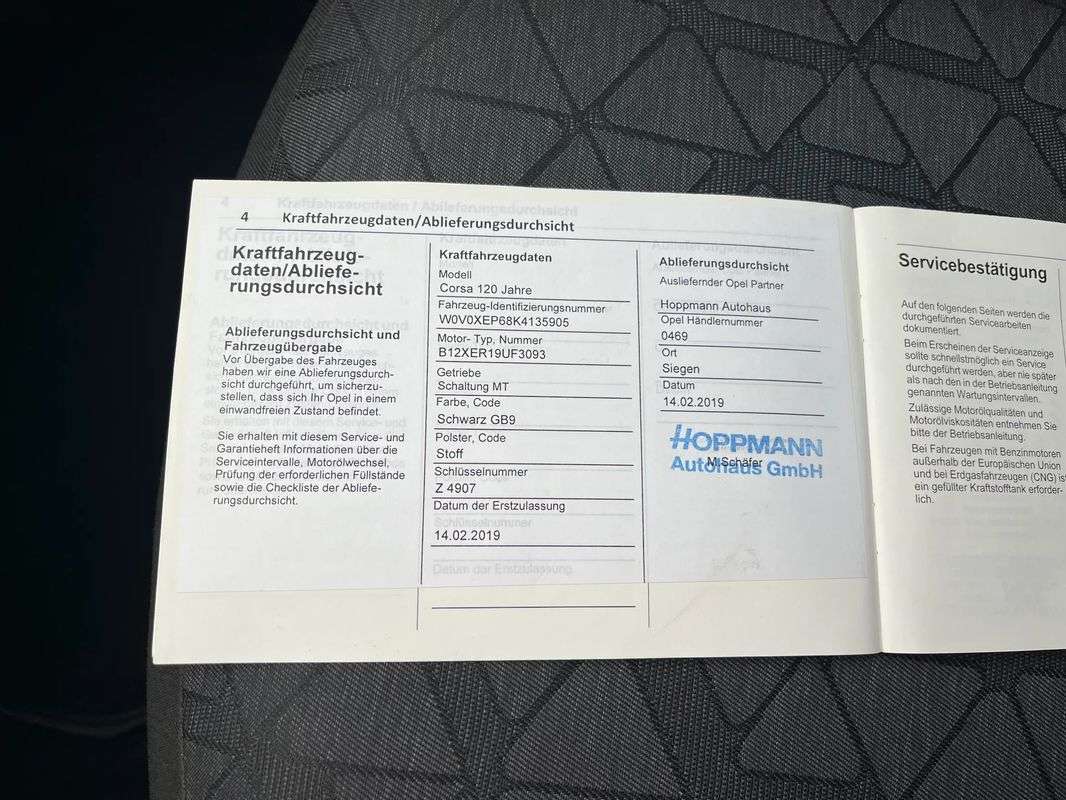 4 Kraftfahrzeugdaten/Ablieferungsdurchsicht
Kraftfahrzeug-
daten/Abliefe-
rungsdurchsicht
Ablieferungsdurchsicht und
Fahrzeugübergabe
Vor Übergabe des Fahrzeuges
haben wir eine Ablieferungsdurch-
sicht durchgeführt, um sicherzu-
stellen, dass sich Ihr Opel in einem
einwandfreien Zustand befindet.
Sie erhalten mit diesem Service- und
Garantieheft Informationen über die
Serviceintervalle, Motorölwechsel,
Prüfung der erforderlichen Füllstände
sowie die Checkliste der Abliefe-
rungsdurchsicht.
Kraftfahrzeugdaten
Modell
Corsa 120 Jahre
Fahrzeug-Identifizierungsnummer
W0V0XEP68K4135905
Motor- Typ, Nummer
B12XER19UF3093
Getriebe
Schaltung MT
Farbe, Code
Schwarz GB9
Polster, Code
Stoff
Schlüsselnummer
Z 4907
Datum der Erstzulassung
Schlüsselnummer
14.02.2019
Datum der Erstzulassung
Ablieferungsdurchsicht
Ausliefernder Opel Partner
Hoppmann Autohaus
Opel Händlernummer
0469
Ort
Siegen
Datum
14.02.2019
HOPPMANN
M.Schäfer
Autohaus GmbH
Servicebestätigung
Auf den folgenden Seiten werden die
durchgeführten Servicearbeiten
dokumentiert.
Beim Erscheinen der Serviceanzeige
sollte schnellstmöglich ein Service
durchgeführt werden, aber nie später
als nach den in der Betriebsanleitung
genannten Wartungsintervallen.
Zulässige Motorölqualitäten und
Motorölviskositäten entnehmen Sie
bitte der Betriebsanleitung.
Bei Fahrzeugen mit Benzinmotoren
außerhalb der Europäischen Union
und bei Erdgasfahrzeugen (CNG) ist
ein gefüllter Kraftstofftank erforder-
lich.